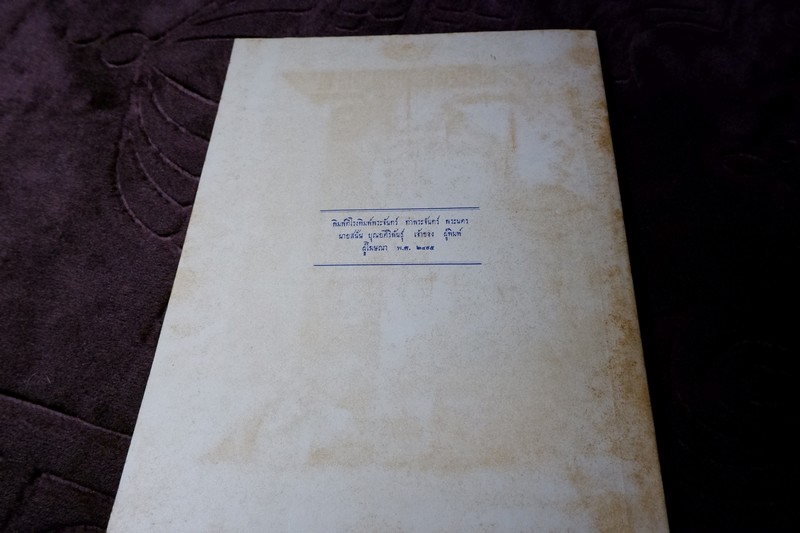 พิมพ์ที่โรงพิมพ์พระจันทร์ ท่าพระจันทร์ พระนคร
นายสนั่น บุณยศิริพันธุ์ เจ้าของ ผู้พิมพ์
ผู้โฆษณา พ.ศ.